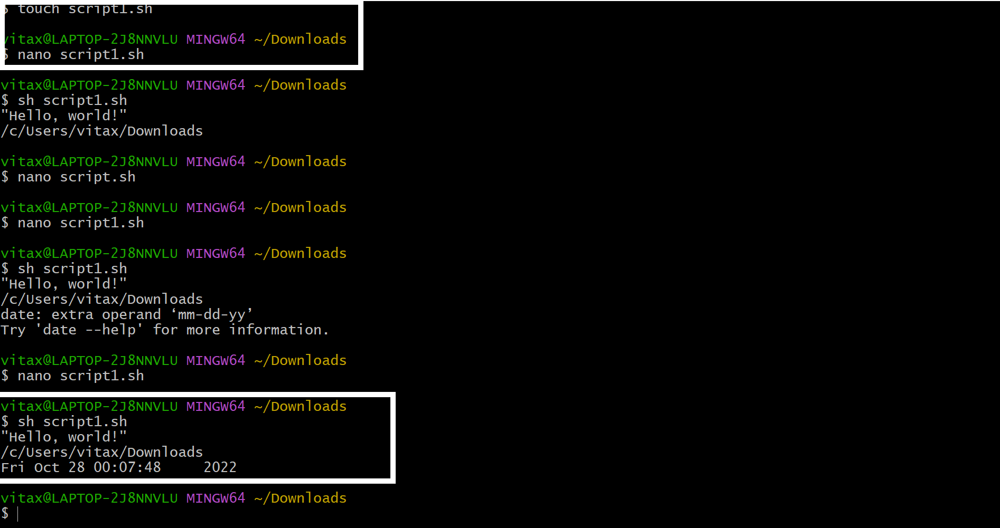 $ touch script1.sh
vitax@LAPTOP-2J8NNVLU MINGW64 ~/Downloads
$ nano script1.sh
vitax@LAPTOP-2J8NNVLU MINGW64 ~/Downloads
$ sh script1.sh
"Hello, world!"
/c/Users/vitax/Downloads
vitax@LAPTOP-2J8NNVLU MINGW64 ~/Downloads
$ nano script.sh
vitax@LAPTOP-2J8NNVLU MINGW64 ~/Downloads
$ nano script1.sh
vitax@LAPTOP-2J8NNVLU MINGW64 ~/Downloads
$ sh script1.sh
"Hello, world!"
/c/Users/vitax/Downloads
date: extra operand ‘mm-dd-yy’
Try 'date --help' for more information.
vitax@LAPTOP-2J8NNVLU MINGW64 ~/Downloads
$ nano script1.sh
vitax@LAPTOP-2J8NNVLU MINGW64 ~/Downloads
$ sh script1.sh
"Hello, world!"
/c/Users/vitax/Downloads
Fri Oct 28 00:07:48     2022
vitax@LAPTOP-2J8NNVLU MINGW64 ~/Downloads
$